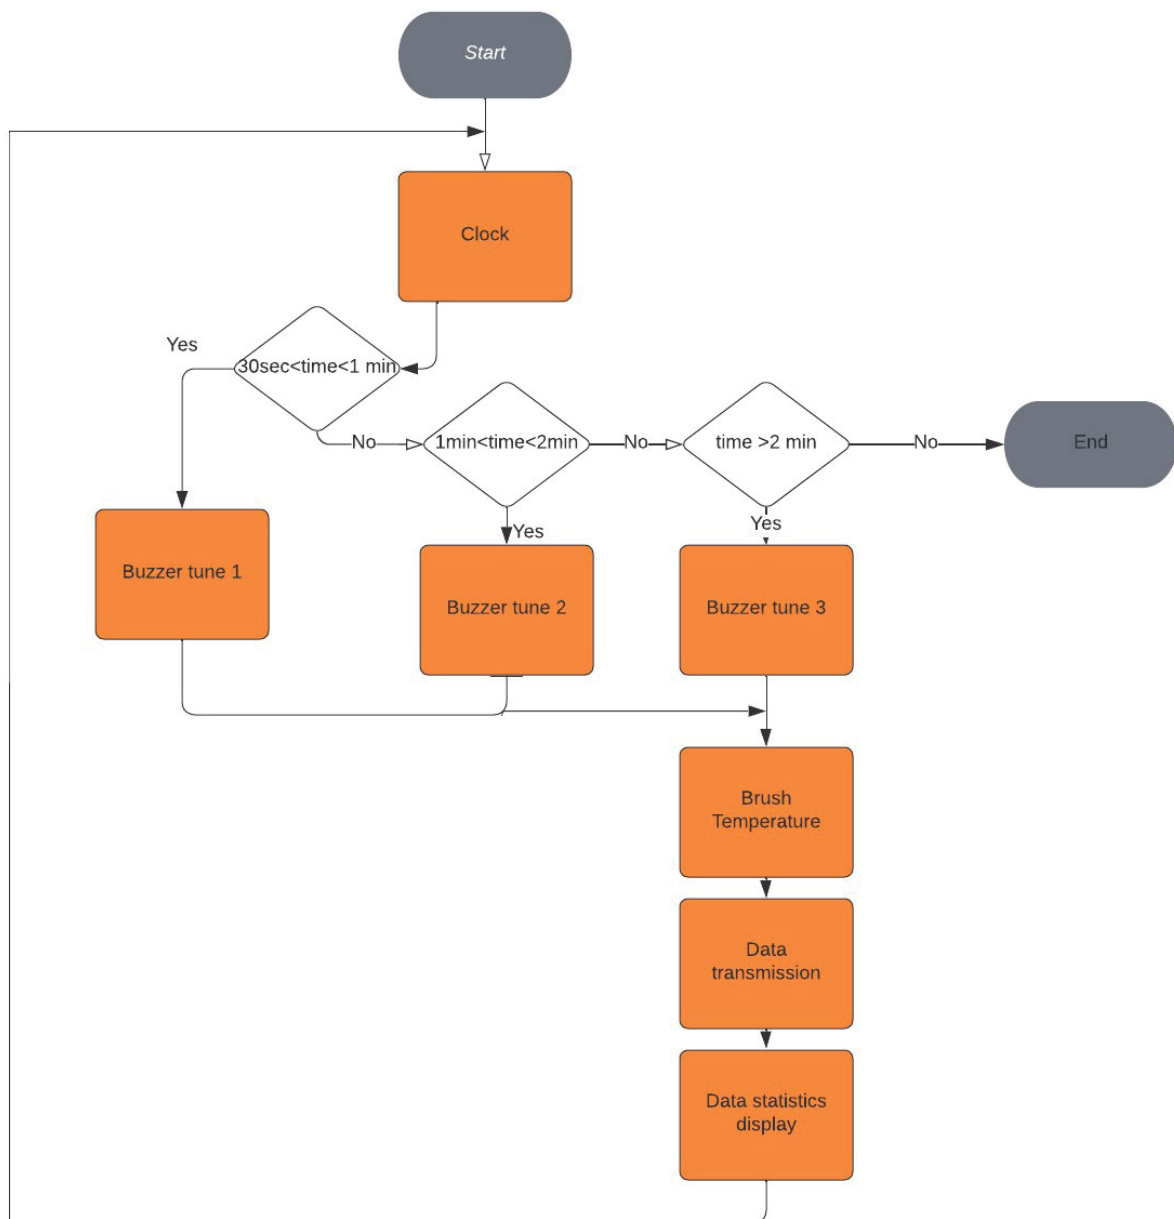 Start
Clock
Yes
30sec<time<1 min
No
1min<time<2min
No
time >2 min
No
End
Yes
Yes
Buzzer tune 1
Buzzer tune 2
Buzzer tune 3
Brush
Temperature
Data
transmission
Data statistics
display